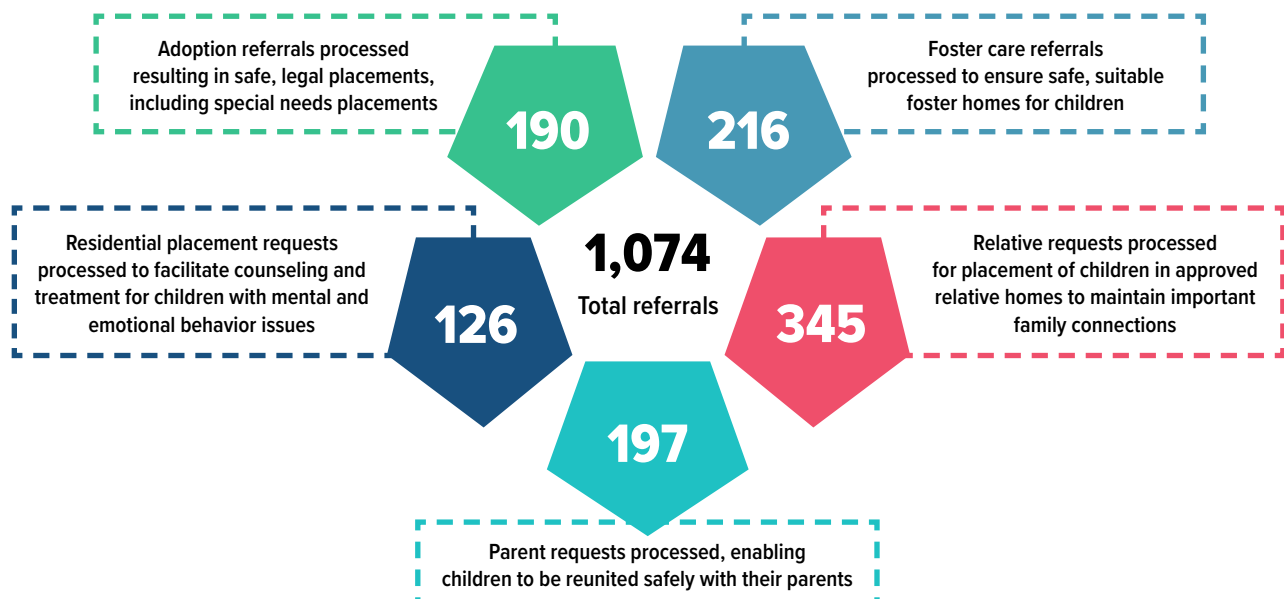 Adoption referrals processed
resulting in safe, legal placements,
including special needs placements
190
216
Foster care referrals
processed to ensure safe, suitable
foster homes for children
Residential placement requests
processed to facilitate counseling and
treatment for children with mental and
emotional behavior issues
126
1,074
Total referrals
345
Relative requests processed
for placement of children in approved
relative homes to maintain important
family connections
197
Parent requests processed, enabling
children to be reunited safely with their parents